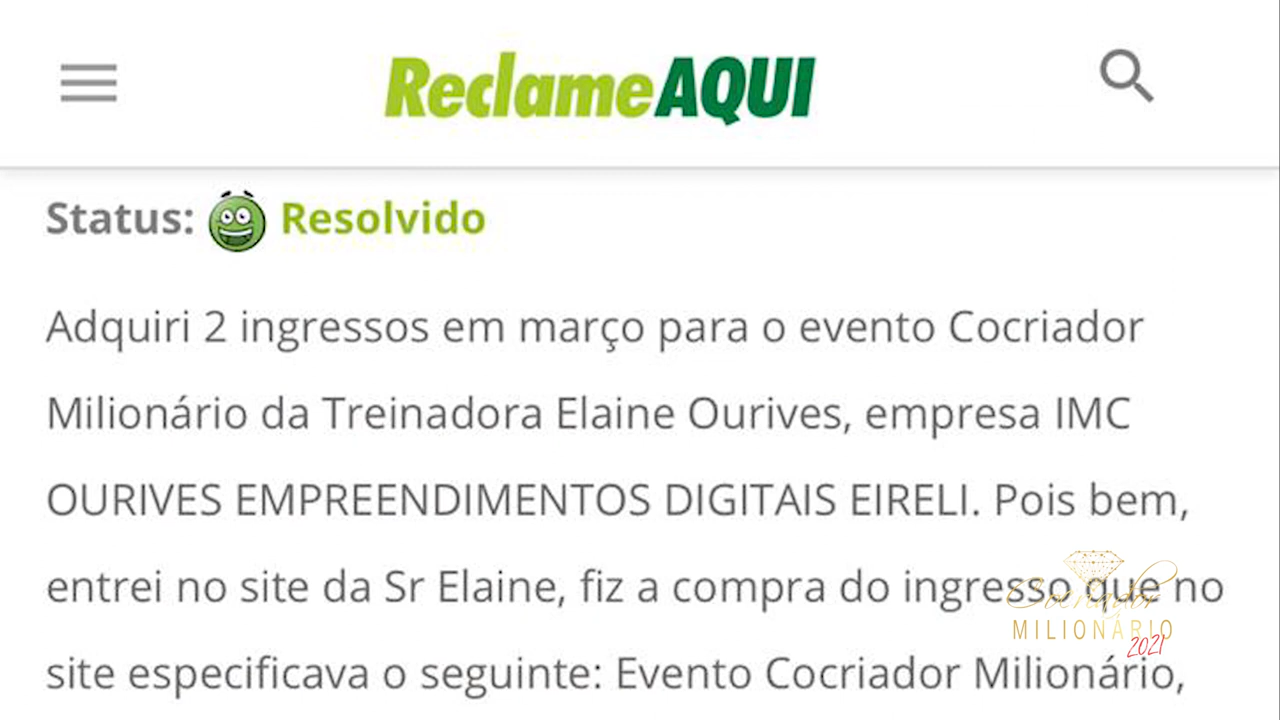 ReclameAQUI
Status: Resolvido
Adquiri 2 ingressos em março para o evento Cocriador
Milionário da Treinadora Elaine Ourives, empresa IMC
OURIVES EMPREENDIMENTOS DIGITAIS EIRELI. Pois bem,
entrei no site da Sr Elaine, fiz a compra do ingresso que no
site especificava o seguinte: Evento Cocriador Milionário,
Cocriador
MILIONÁRIO
2021